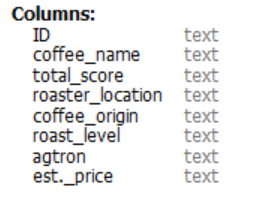 Columns:
ID text
coffee_name text
total_score text
roaster_location text
coffee_origin text
roast_level text
agtron text
est._price text